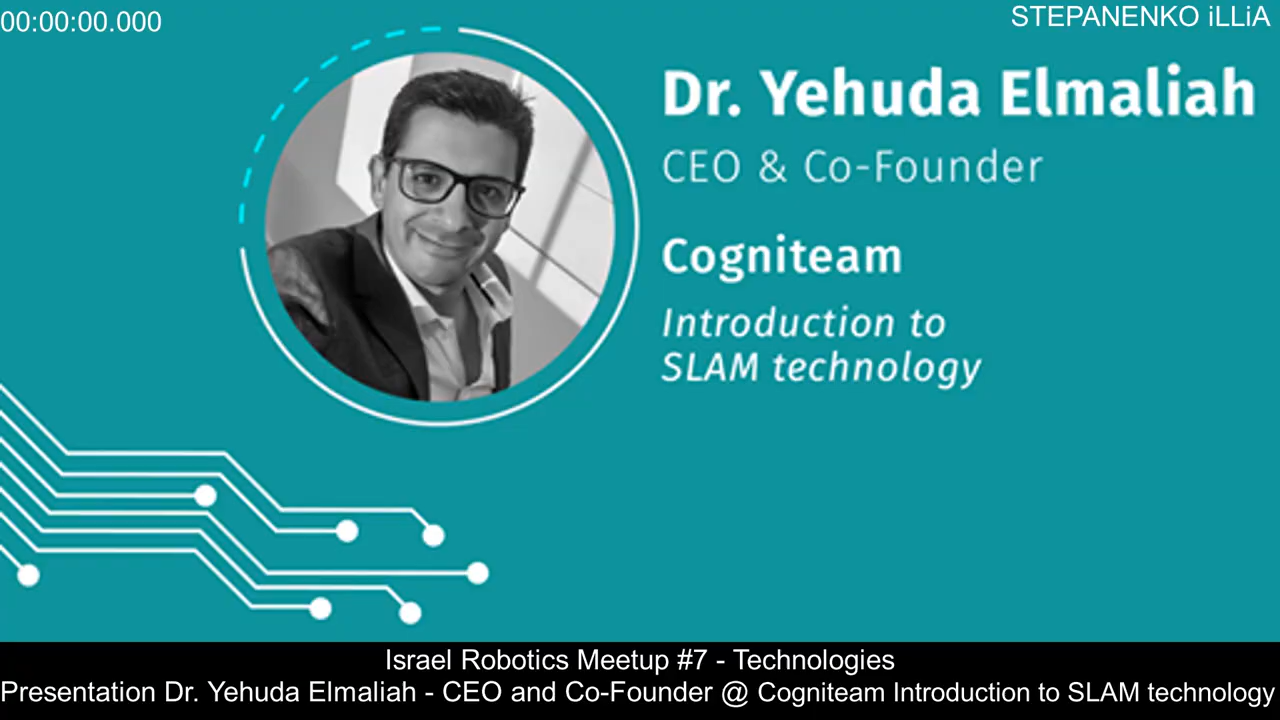 00:00:00.000
STEPANENKO iLLiA
Dr. Yehuda Elmaliah
CEO & Co-Founder
Cogniteam
Introduction to
SLAM technology
Israel Robotics Meetup #7 - Technologies
Presentation Dr. Yehuda Elmaliah - CEO and Co-Founder @ Cogniteam Introduction to SLAM technology